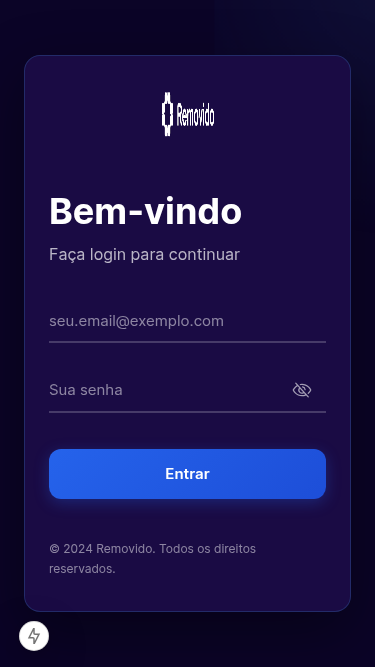 Removido
Bem-vindo
Faça login para continuar
seu.email@exemplo.com
Sua senha
Entrar
© 2024 Removido. Todos os direitos
reservados.